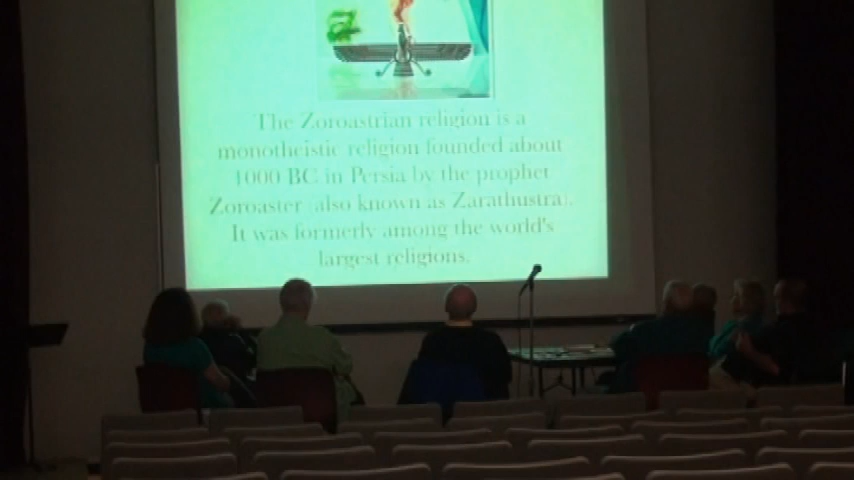 The Zoroastrian religion is a
monotheistic religion founded about
1000 BC in Persia by the prophet
Zoroaster (also known as Zarathustra).
It was formerly among the world's
largest religions.